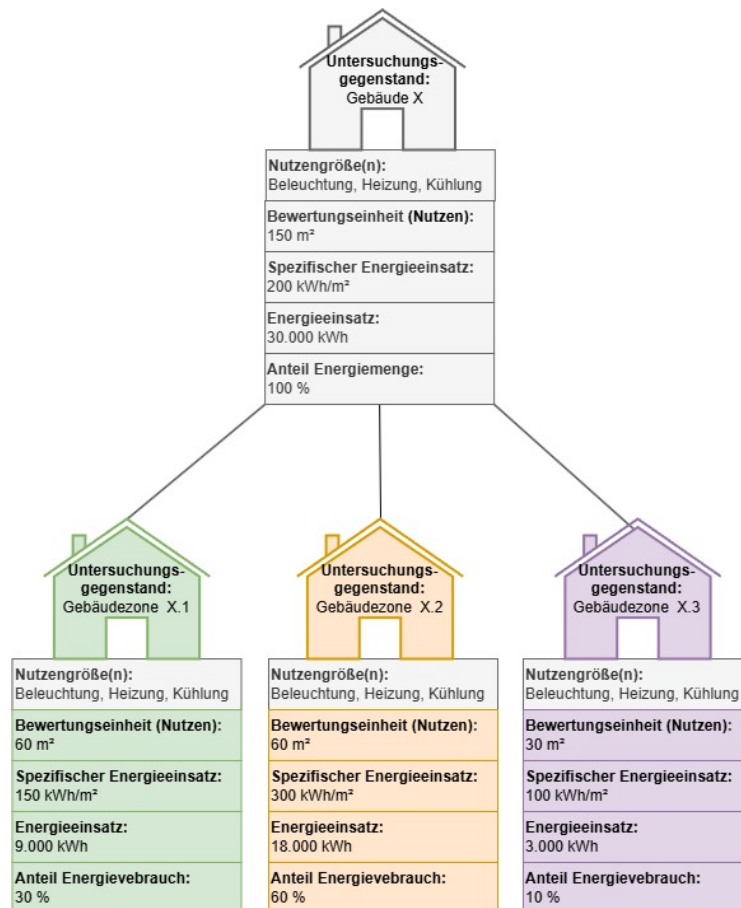 Untersuchungs-
gegenstand:
Gebäude X
Nutzengröße(n):
Beleuchtung, Heizung, Kühlung
Bewertungseinheit (Nutzen):
150 m²
Spezifischer Energieeinsatz:
200 kWh/m²
Energieeinsatz:
30.000 kWh
Anteil Energiemenge:
100 %
Untersuchungs-
gegenstand:
Gebäudezone X.1
Nutzengröße(n):
Beleuchtung, Heizung, Kühlung
Bewertungseinheit (Nutzen):
60 m²
Spezifischer Energieeinsatz:
150 kWh/m²
Energieeinsatz:
9.000 kWh
Anteil Energievebrauch:
30 %
Untersuchungs-
gegenstand:
Gebäudezone X.2
Nutzengröße(n):
Beleuchtung, Heizung, Kühlung
Bewertungseinheit (Nutzen):
60 m²
Spezifischer Energieeinsatz:
300 kWh/m²
Energieeinsatz:
18.000 kWh
Anteil Energievebrauch:
60 %
Untersuchungs-
gegenstand:
Gebäudezone X.3
Nutzengröße(n):
Beleuchtung, Heizung, Kühlung
Bewertungseinheit (Nutzen):
30 m²
Spezifischer Energieeinsatz:
100 kWh/m²
Energieeinsatz:
3.000 kWh
Anteil Energievebrauch:
10 %